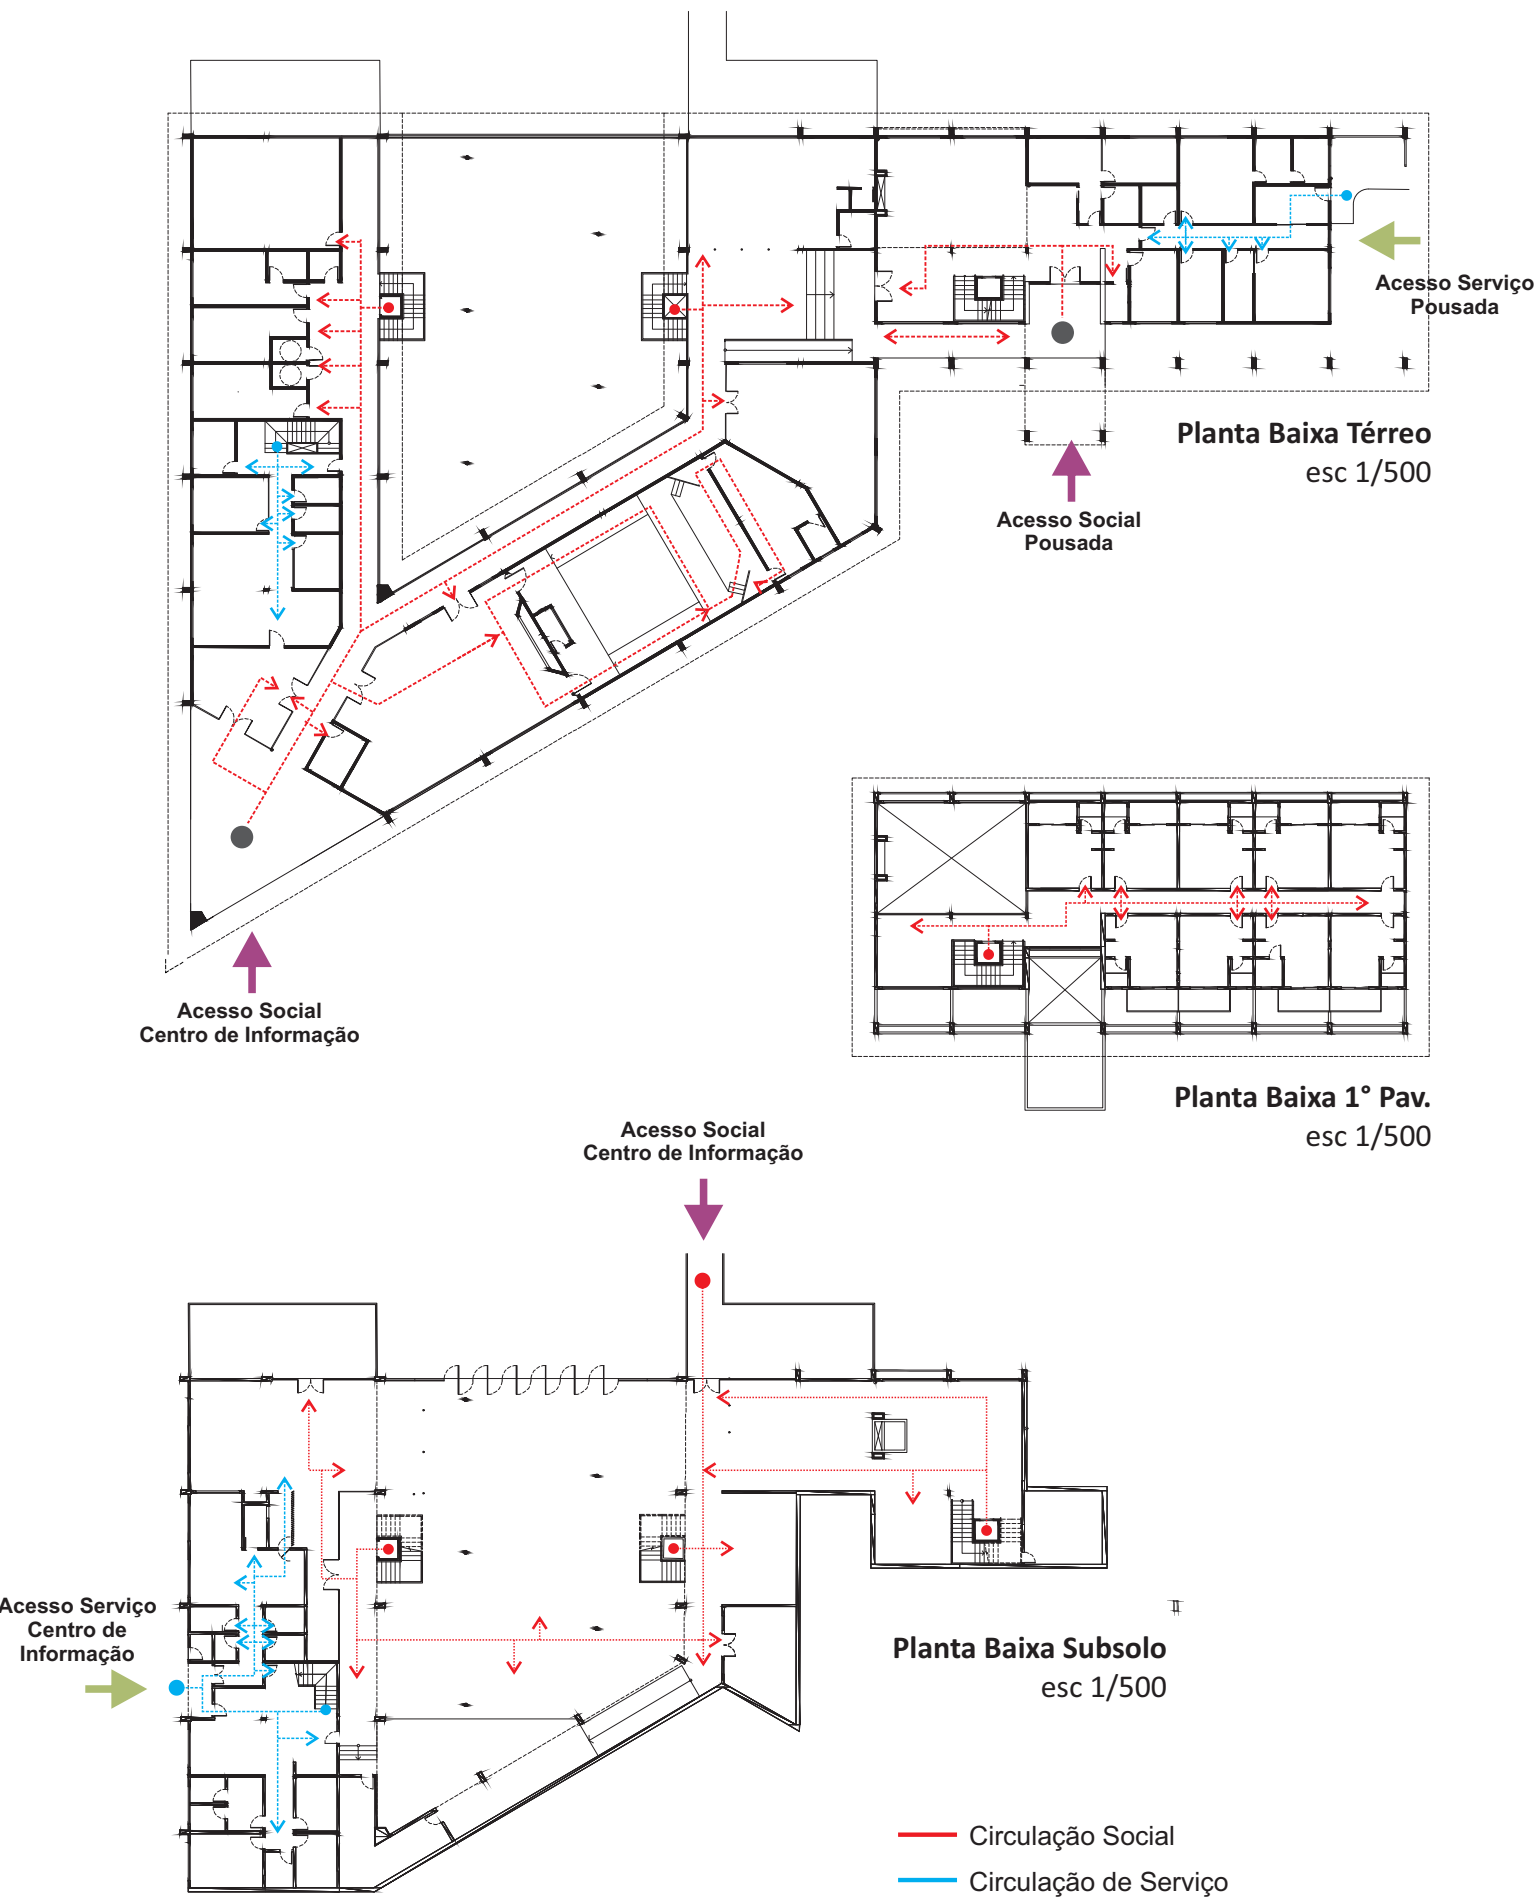 Acesso Serviço
Pousada
Planta Baixa Térreo
esc 1/500
Acesso Social
Pousada
Acesso Social
Centro de Informação
Planta Baixa 1° Pav.
esc 1/500
Acesso Social
Centro de Informação
Acesso Serviço
Centro de
Informação
Planta Baixa Subsolo
esc 1/500
Circulação Social
Circulação de Serviço